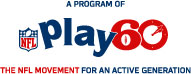 A PROGRAM OF
NFL play60
THE NFL MOVEMENT FOR AN ACTIVE GENERATION